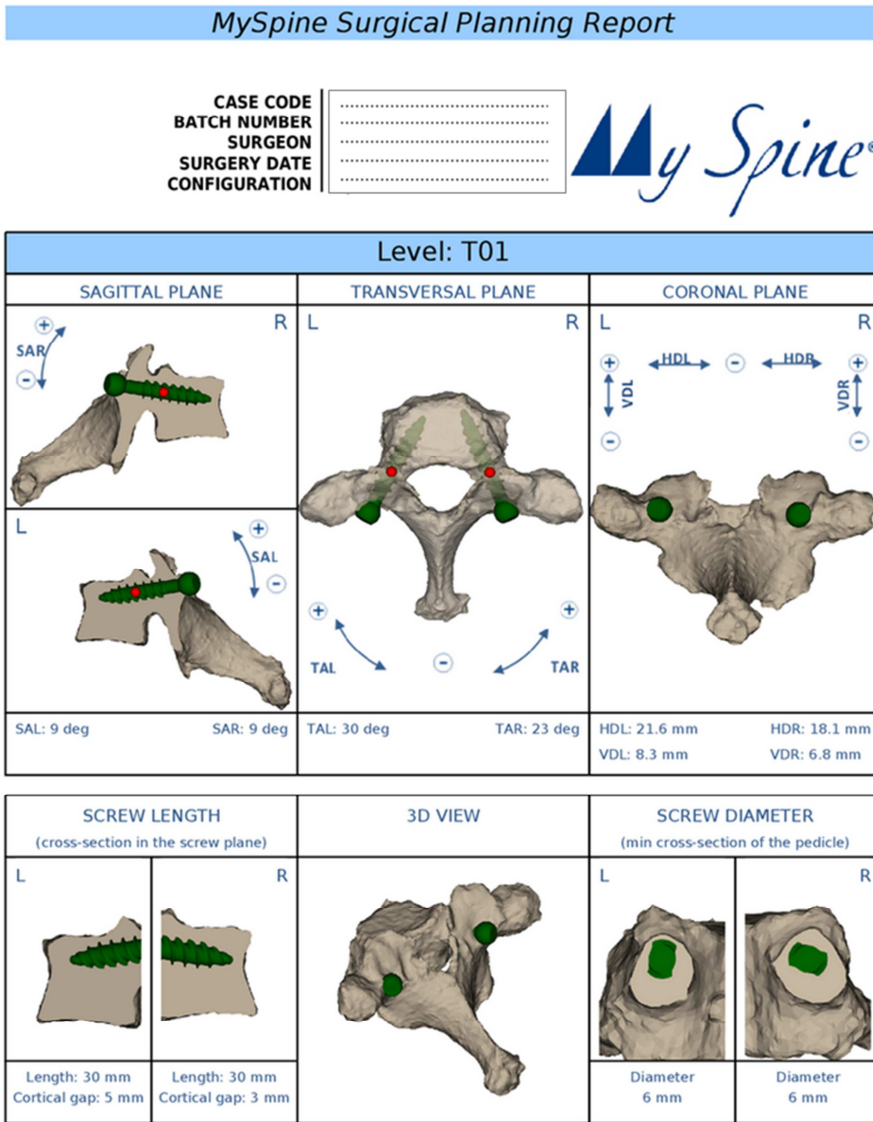 MySpine Surgical Planning Report
CASE CODE
BATCH NUMBER
SURGEON
SURGERY DATE
CONFIGURATION
My Spine®
Level: T01
SAGITTAL PLANE
TRANSVERSAL PLANE
CORONAL PLANE
R
+
SAR
−
L
+
SAL
−
L
R
+
+
TAL
−
TAR
L
R
+
HDL
−
HDR
+
VDL
VDR
−
−
SAL: 9 deg
SAR: 9 deg
TAL: 30 deg
TAR: 23 deg
HDL: 21.6 mm
HDR: 18.1 mm
VDL: 8.3 mm
VDR: 6.8 mm
SCREW LENGTH
(cross-section in the screw plane)
3D VIEW
SCREW DIAMETER
(min cross-section of the pedicle)
L
R
L
R
Length: 30 mm
Cortical gap: 5 mm
Length: 30 mm
Cortical gap: 3 mm
Diameter
6 mm
Diameter
6 mm